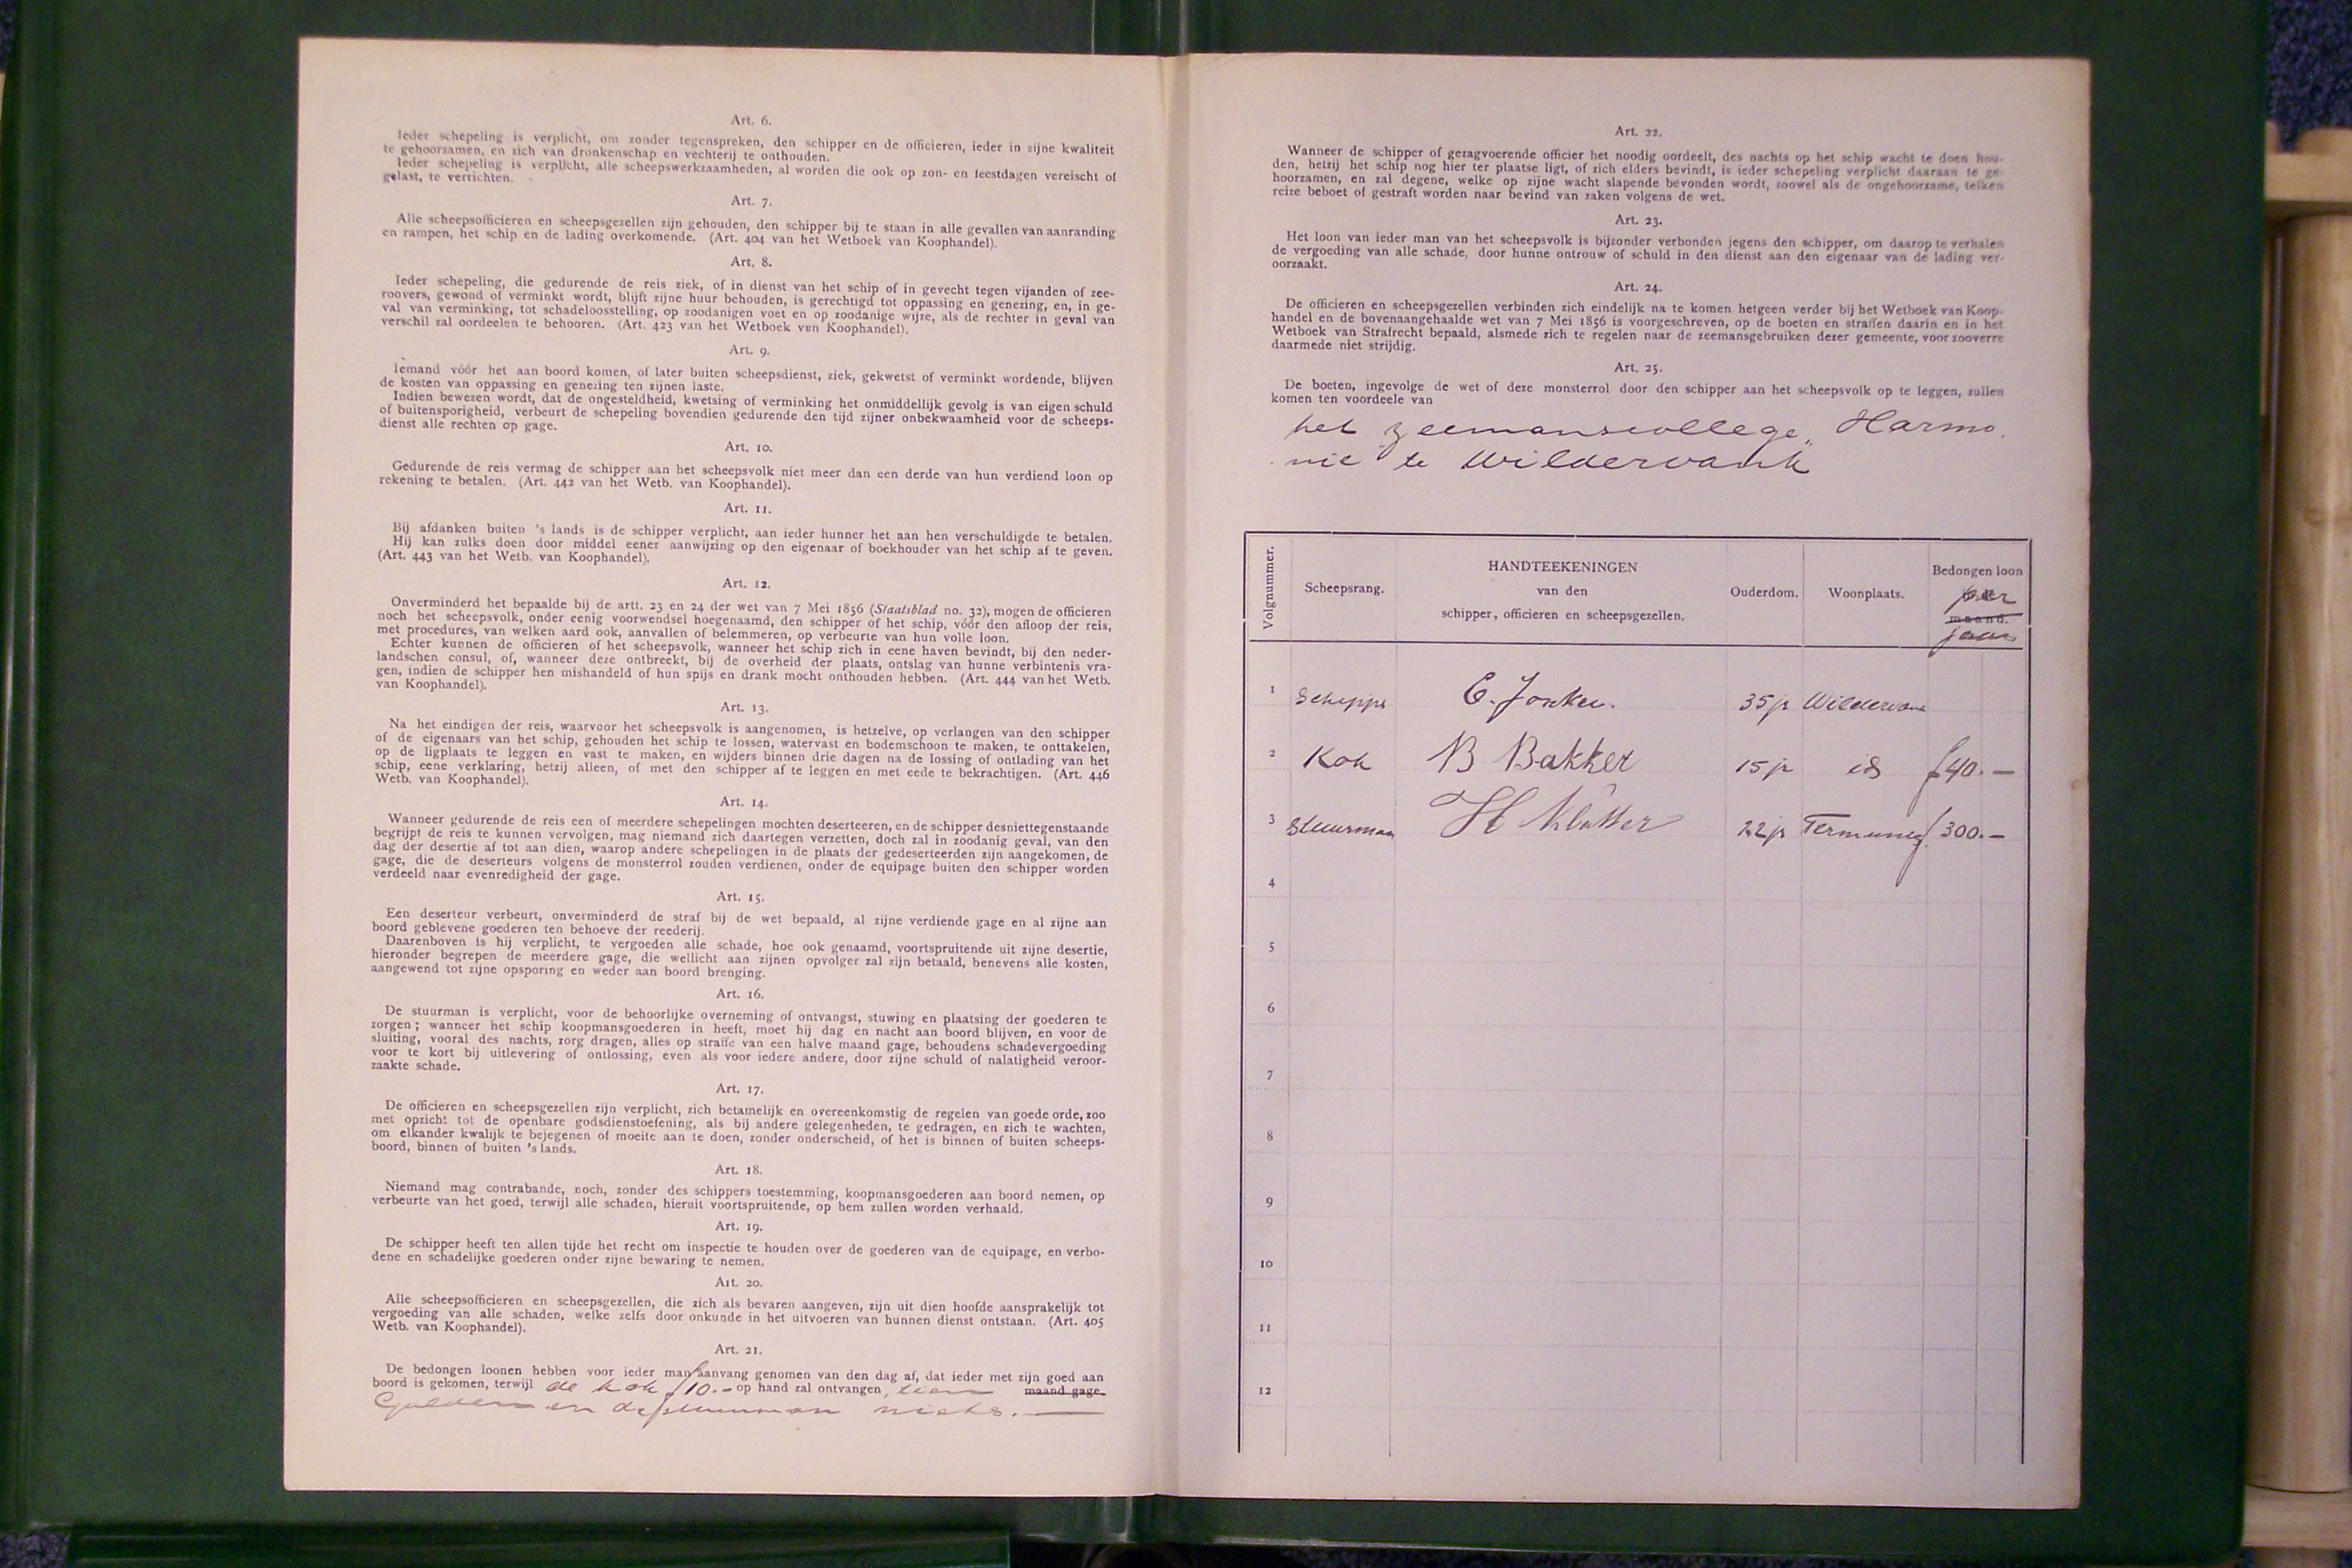 Art. 6.
Ieder schepeling is verplicht, om zonder tegenspreken, den schipper en de officieren, ieder in zijne kwaliteit
te gehoorzamen, en zich van dronkenschap en vechterij te onthouden.
Ieder schepeling is verplicht, alle scheepswerkzaamheden, al worden die ook op zon- en feestdagen vereischt of
gelast, te verrichten.
Art. 7.
Alle scheepsofficieren en scheepsgezellen zijn gehouden, den schipper bij te staan in alle gevallen van aanranding
en rampen, het schip en de lading overkomende. (Art. 404 van het Wetboek van Koophandel).
Art. 8.
Ieder schepeling, die gedurende de reis ziek, of in dienst van het schip of in gevecht tegen vijanden of zee-
roovers, gewond of verminkt wordt, blijft zijne huur behouden, is gerechtigd tot oppassing en genezing, en, in ge-
val van verminking, tot schadeloosstelling, op zoodanigen voet en op zoodanige wijze, als de rechter in geval van
verschil zal oordeelen te behooren. (Art. 423 van het Wetboek ven Koophandel).
Art. 9.
Iemand vóór het aan boord komen, of later buiten scheepsdienst, ziek, gekwetst of verminkt wordende, blijven
de kosten van oppassing en genezing ten zijnen laste.
Indien bewezen wordt, dat de ongesteldheid, kwetsing of verminking het onmiddellijk gevolg is van eigen schuld
of buitensporigheid, verbeurt de schepeling bovendien gedurende den tijd zijner onbekwaamheid voor de scheeps-
dienst alle rechten op gage.
Art. 10.
Gedurende de reis vermag de schipper aan het scheepsvolk niet meer dan een derde van hun verdiend loon op
rekening te betalen. (Art. 442 van het Wetb. van Koophandel).
Art. 11.
Bij afdanken buiten 's lands is de schipper verplicht, aan ieder hunner het aan hen verschuldigde te betalen.
Hij kan zulks doen door middel eener aanwijzing op den eigenaar of boekhouder van het schip af te geven.
(Art. 443 van het Wetb. van Koophandel).
Art. 12.
Onverminderd het bepaalde bij de artt. 23 en 24 der wet van 7 Mei 1856 (Staatsblad no. 32), mogen de officieren
noch het scheepsvolk, onder eenig voorwendsel hoegenaamd, den schipper of het schip, vóór den afloop der reis,
met procedures, van welken aard ook, aanvallen of belemmeren, op verbeurte van hun volle loon.
Echter kunnen de officieren of het scheepsvolk, wanneer het schip zich in eene haven bevindt, bij den neder-
landschen consul, of, wanneer deze ontbreekt, bij de overheid der plaats, ontslag van hunne verbintenis vra-
gen, indien de schipper hen mishandeld of hun spijs en drank mocht onthouden hebben. (Art. 444 van het Wetb.
van Koophandel).
Art. 13.
Na het eindigen der reis, waarvoor het scheepsvolk is aangenomen, is hetzelve, op verlangen van den schipper
of de eigenaars van het schip, gehouden het schip te lossen, watervast en bodemschoon te maken, te onttakelen,
op de ligplaats te leggen en vast te maken, en wijders binnen drie dagen na de lossing of ontlading van het
schip, eene verklaring, hetzij alleen, of met den schipper af te leggen en met eede te bekrachtigen. (Art. 446
Wetb. van Koophandel).
Art. 14.
Wanneer gedurende de reis een of meerdere schepelingen mochten deserteeren, en de schipper desniettegenstaande
begrijpt de reis te kunnen vervolgen, mag niemand zich daartegen verzetten, doch zal in zoodanig geval, van den
dag der desertie af tot aan dien, waarop andere schepelingen in de plaats der gedeserteerden zijn aangekomen, de
gage, die de deserteurs volgens de monsterrol zouden verdienen, onder de equipage buiten den schipper worden
verdeeld naar evenredigheid der gage.
Art. 15.
Een deserteur verbeurt, onverminderd de straf bij de wet bepaald, al zijne verdiende gage en al zijne aan
boord geblevene goederen ten behoeve der reederij.
Daarenboven is hij verplicht, te vergoeden alle schade, hoe ook genaamd, voortspruitende uit zijne desertie,
hieronder begrepen de meerdere gage, die wellicht aan zijnen opvolger zal zijn betaald, benevens alle kosten,
aangewend tot zijne opsporing en weder aan boord brenging.
Art. 16.
De stuurman is verplicht, voor de behoorlijke overneming of ontvangst, stuwing en plaatsing der goederen te
zorgen; wanneer het schip koopmansgoederen in heeft, moet hij dag en nacht aan boord blijven, en voor de
sluiting, vooral des nachts, zorg dragen, alles op straffe van een halve maand gage, behoudens schadevergoeding
voor te kort bij uitlevering of ontlossing, even als voor iedere andere, door zijne schuld of nalatigheid veroor-
zaakte schade.
Art. 17.
De officieren en scheepsgezellen zijn verplicht, zich betamelijk en overeenkomstig de regelen van goede orde, zoo
met opzicht tot de openbare godsdienstoefening, als bij andere gelegenheden, te gedragen, en zich te wachten,
om elkander kwalijk te bejegenen of moeite aan te doen, zonder onderscheid, of het is binnen of buiten scheeps-
boord, binnen of buiten 's lands.
Art. 18.
Niemand mag contrabande, noch, zonder des schippers toestemming, koopmansgoederen aan boord nemen, op
verbeurte van het goed, terwijl alle schaden, hieruit voortspruitende, op hem zullen worden verhaald.
Art. 19.
De schipper heeft ten allen tijde het recht om inspectie te houden over de goederen van de equipage, en verbo-
dene en schadelijke goederen onder zijne bewaring te nemen.
Art. 20.
Alle scheepsofficieren en scheepsgezellen, die zich als bevaren aangeven, zijn uit dien hoofde aansprakelijk tot
vergoeding van alle schaden, welke zelfs door onkunde in het uitvoeren van hunnen dienst ontstaan. (Art. 405
Wetb. van Koophandel).
Art. 21.
De bedongen loonen hebben voor ieder man aanvang genomen van den dag af, dat ieder met zijn goed aan
boord is gekomen, terwijl de kok f 10.- op hand zal ontvangen, tien maand gage
Gulden en de stuurman niets.
Art. 22.
Wanneer de schipper of gezagvoerende officier het noodig oordeelt, des nachts op het schip wacht te doen hou-
den, hetzij het schip nog hier ter plaatse ligt, of zich elders bevindt, is ieder schepeling verplicht daaraan te ge-
hoorzamen, en zal degene, welke op zijne wacht slapende bevonden wordt, zoowel als de ongehoorzame, telken
reize beboet of gestraft worden naar bevind van zaken volgens de wet.
Art. 23.
Het loon van ieder man van het scheepsvolk is bijzonder verbonden jegens den schipper, om daarop te verhalen
de vergoeding van alle schade, door hunne ontrouw of schuld in den dienst aan den eigenaar van de lading ver-
oorzaakt.
Art. 24.
De officieren en scheepsgezellen verbinden zich eindelijk na te komen hetgeen verder bij het Wetboek van Koop-
handel en de bovenaangehaalde wet van 7 Mei 1856 is voorgeschreven, op de boeten en straffen daarin en in het
Wetboek van Strafrecht bepaald, alsmede zich te regelen naar de zeemansgebruiken dezer gemeente, voor zooverre
daarmede niet strijdig.
Art. 25.
De boeten, ingevolge de wet of deze monsterrol door den schipper aan het scheepsvolk op te leggen, zullen
komen ten voordeele van
het zeemanscollege „Harmo.
nie" te Wildervank
Volgnummer. Scheepsrang. HANDTEEKENINGEN van den schipper, officieren en scheepsgezellen. Ouderdom. Woonplaats. Bedongen loon per maand. jaar
1 Schipper 35 jr Wildervank
2 Kok B Bakker 15 jr id f 40.—
3 Stuurman H Klutter 22 jr f 300.—
4
5
6
7
8
9
10
11
12